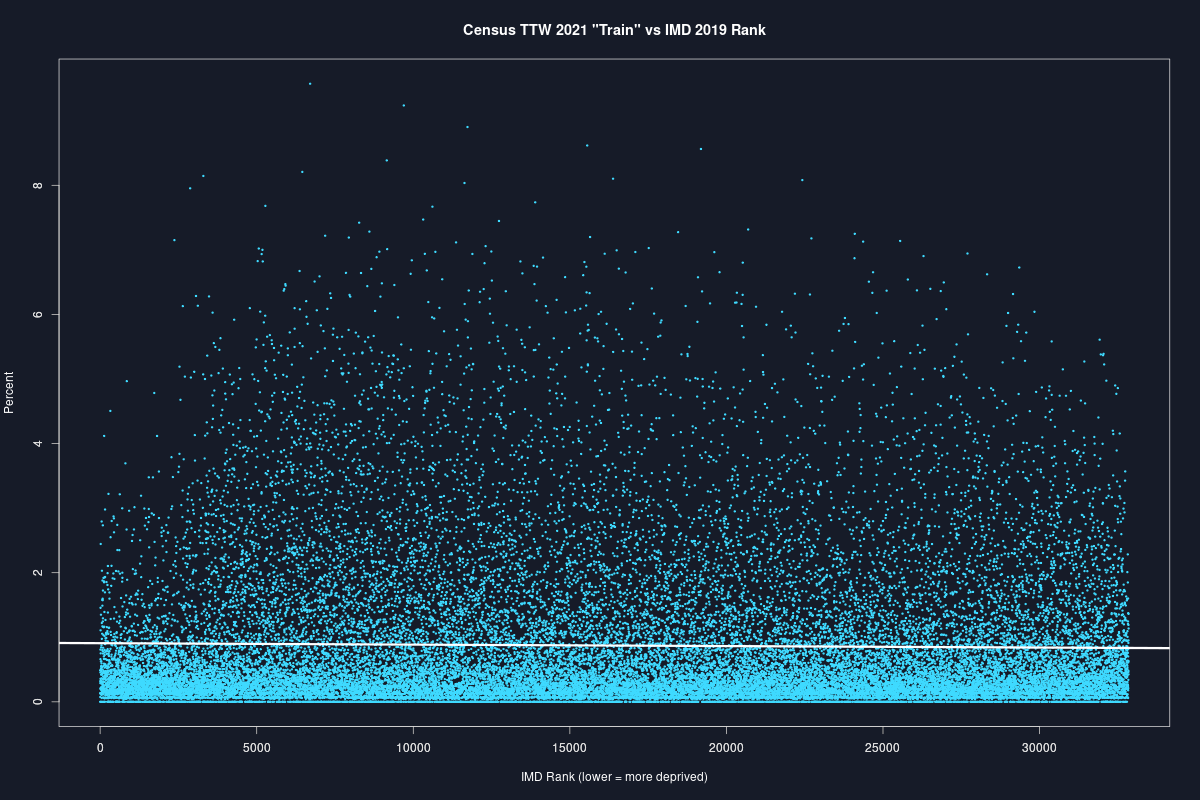 Census TTW 2021 "Train" vs IMD 2019 Rank
Percent
8
6
4
2
0
0 5000 10000 15000 20000 25000 30000
IMD Rank (lower = more deprived)